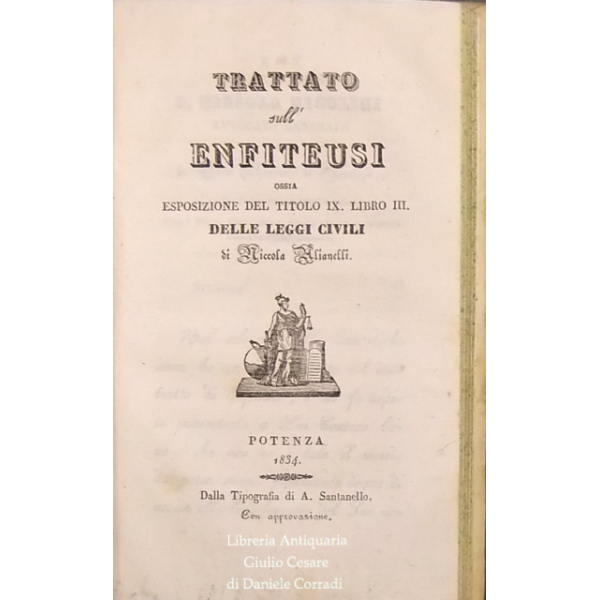 TRATTATO
sull'
ENFITEUSI
OSSIA
ESPOSIZIONE DEL TITOLO IX. LIBRO III.
DELLE LEGGI CIVILI
di Niccola Alianelli.
POTENZA
1834.
Dalla Tipografia di A. Santanello.
Con approvazione.
Libreria Antiquaria
Giulio Cesare
di Daniele Corradi